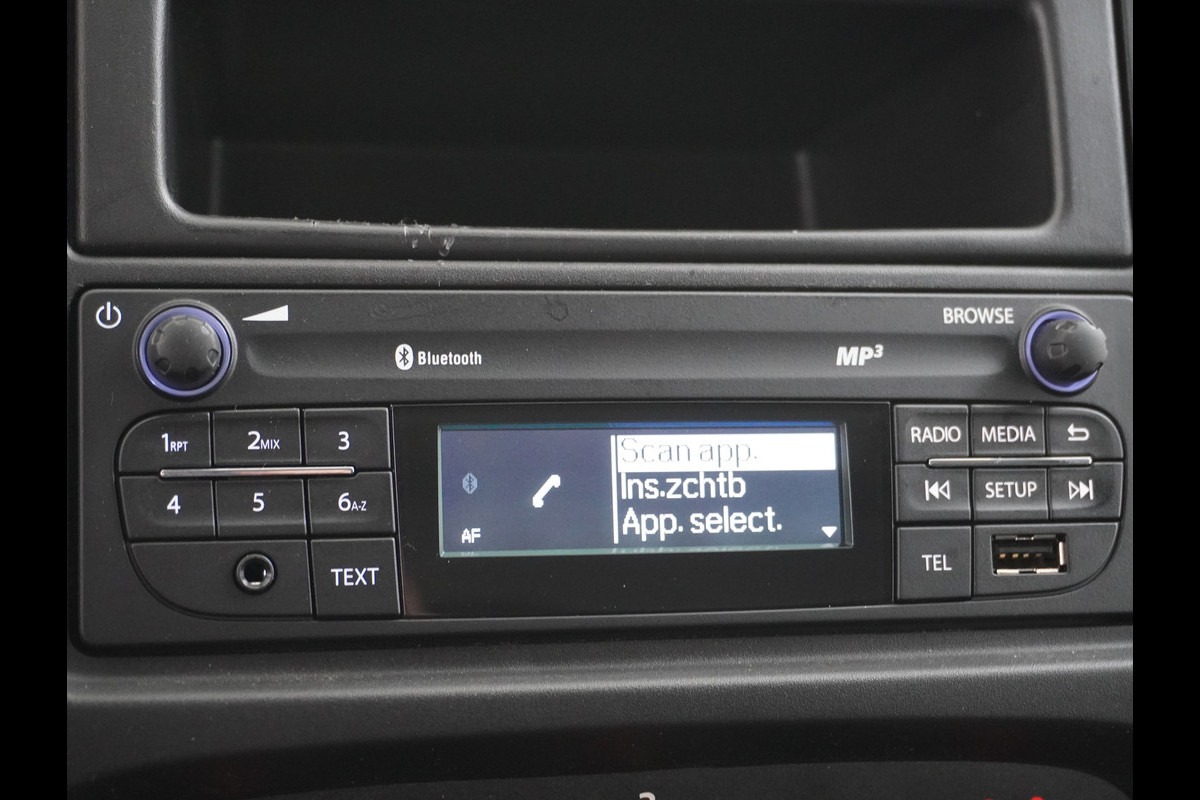 BROWSE
Bluetooth
MP3
1RPT
2MIX
3
4
5
6A-Z
TEXT
Scan app.
Ins.zchtb
App. select.
AF
RADIO
MEDIA
SETUP
TEL